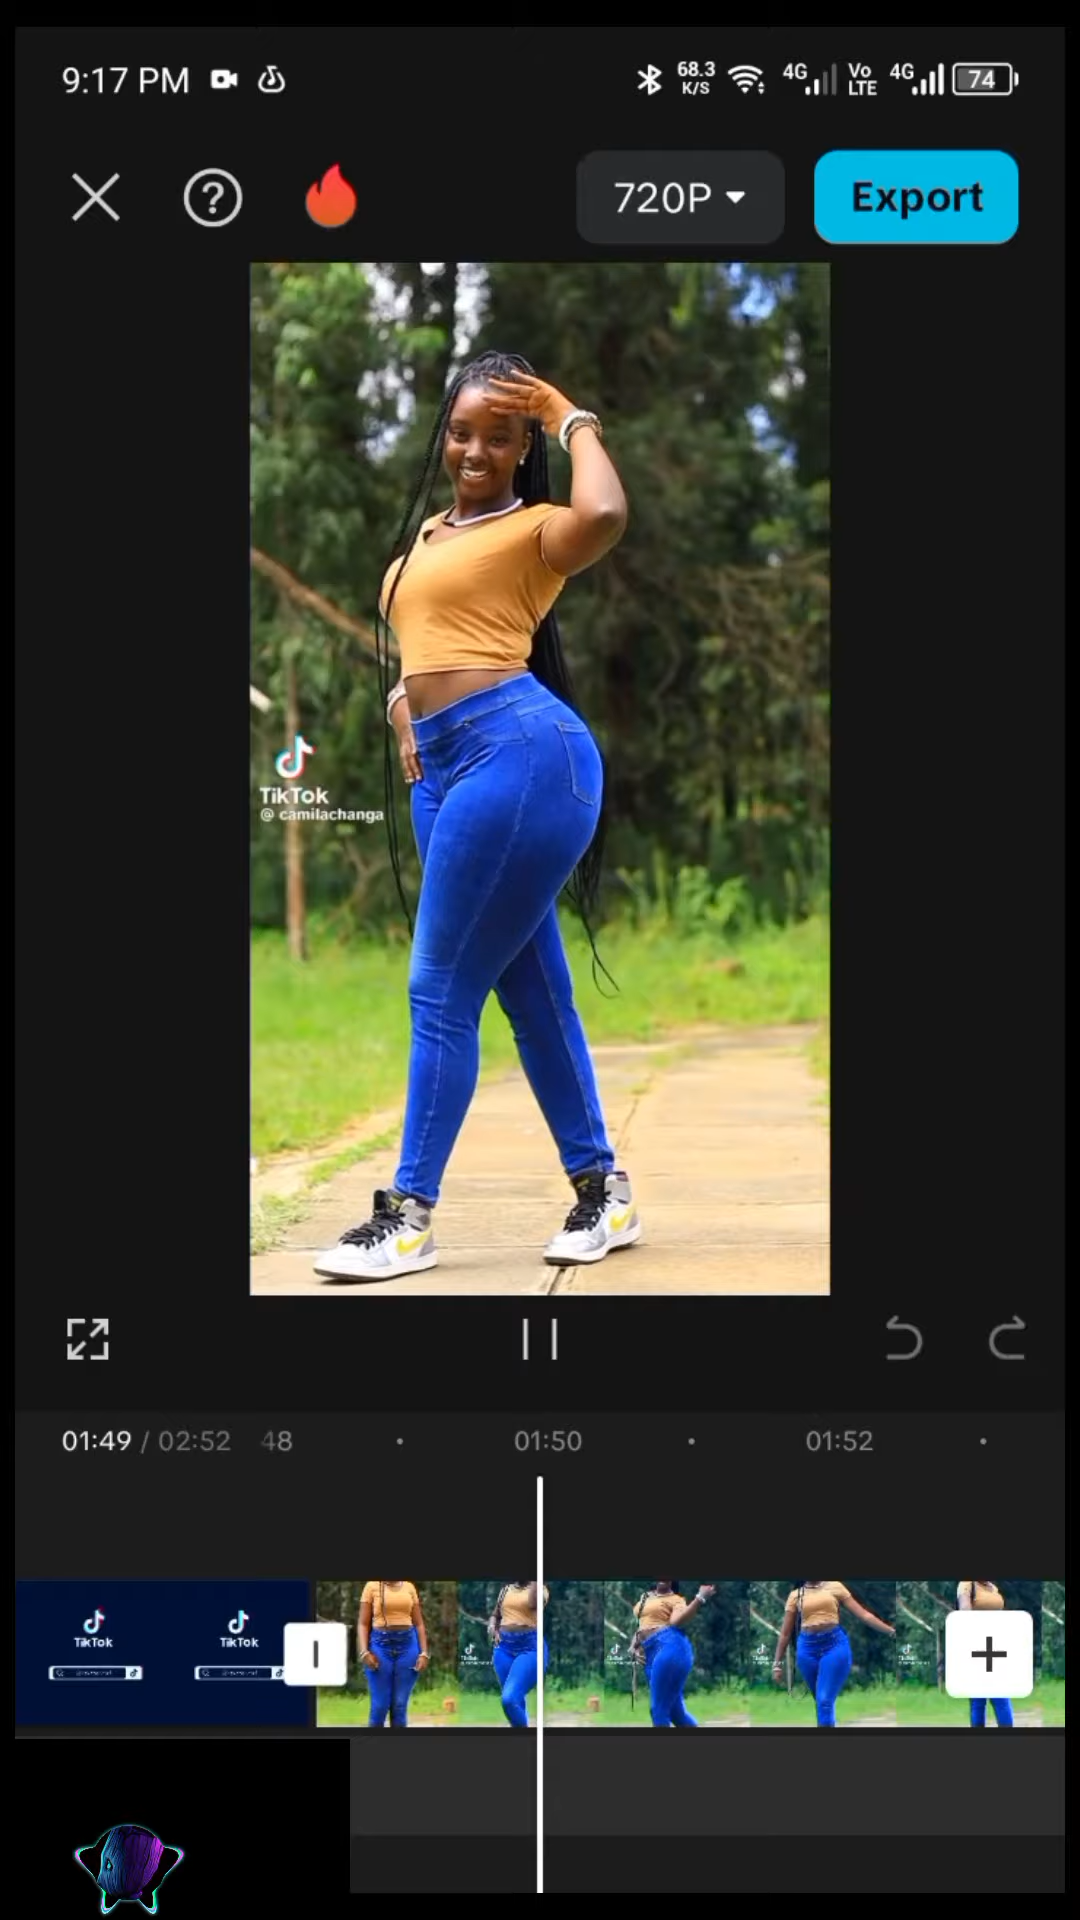 9:17 PM
68.3
K/S
4G
Vo
LTE
4G
74
720P
Export
TikTok
@ camilachanga
01:49 / 02:52
48
01:50
01:52
TikTok
TikTok